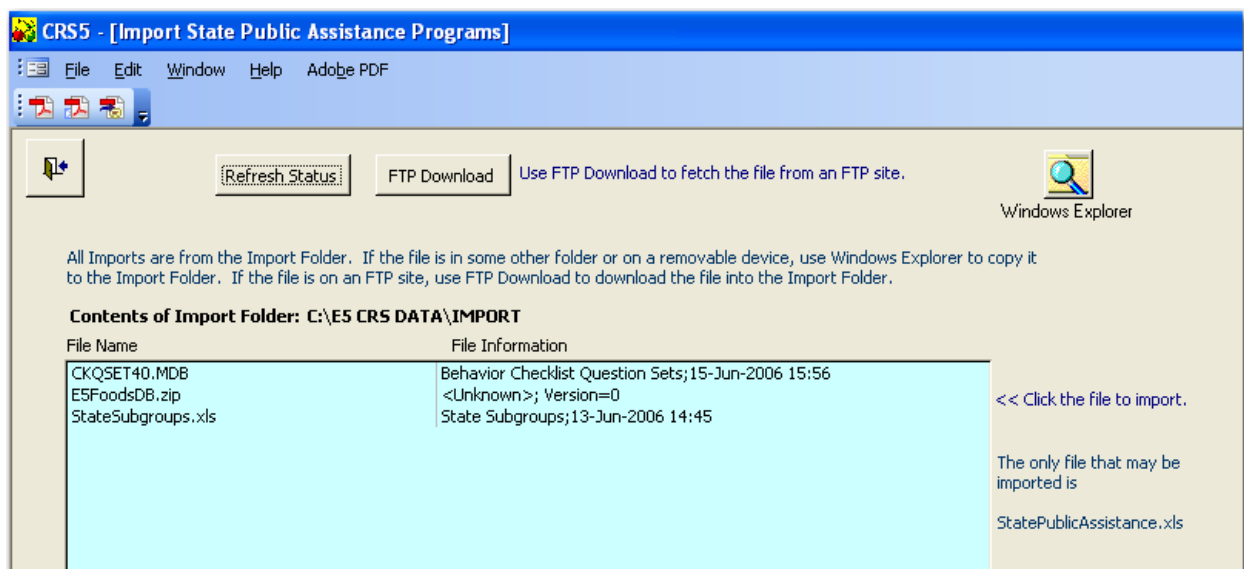 CRS5 - [Import State Public Assistance Programs]
File Edit Window Help Adobe PDF
Refresh Status FTP Download Use FTP Download to fetch the file from an FTP site.
Windows Explorer
All Imports are from the Import Folder. If the file is in some other folder or on a removable device, use Windows Explorer to copy it
to the Import Folder. If the file is on an FTP site, use FTP Download to download the file into the Import Folder.
Contents of Import Folder: C:\E5 CRS DATA\IMPORT
File Name File Information
CKQSET40.MDB Behavior Checklist Question Sets;15-Jun-2006 15:56
E5FoodsDB.zip <Unknown>; Version=0
StateSubgroups.xls State Subgroups;13-Jun-2006 14:45
<< Click the file to import.
The only file that may be
imported is
StatePublicAssistance.xls